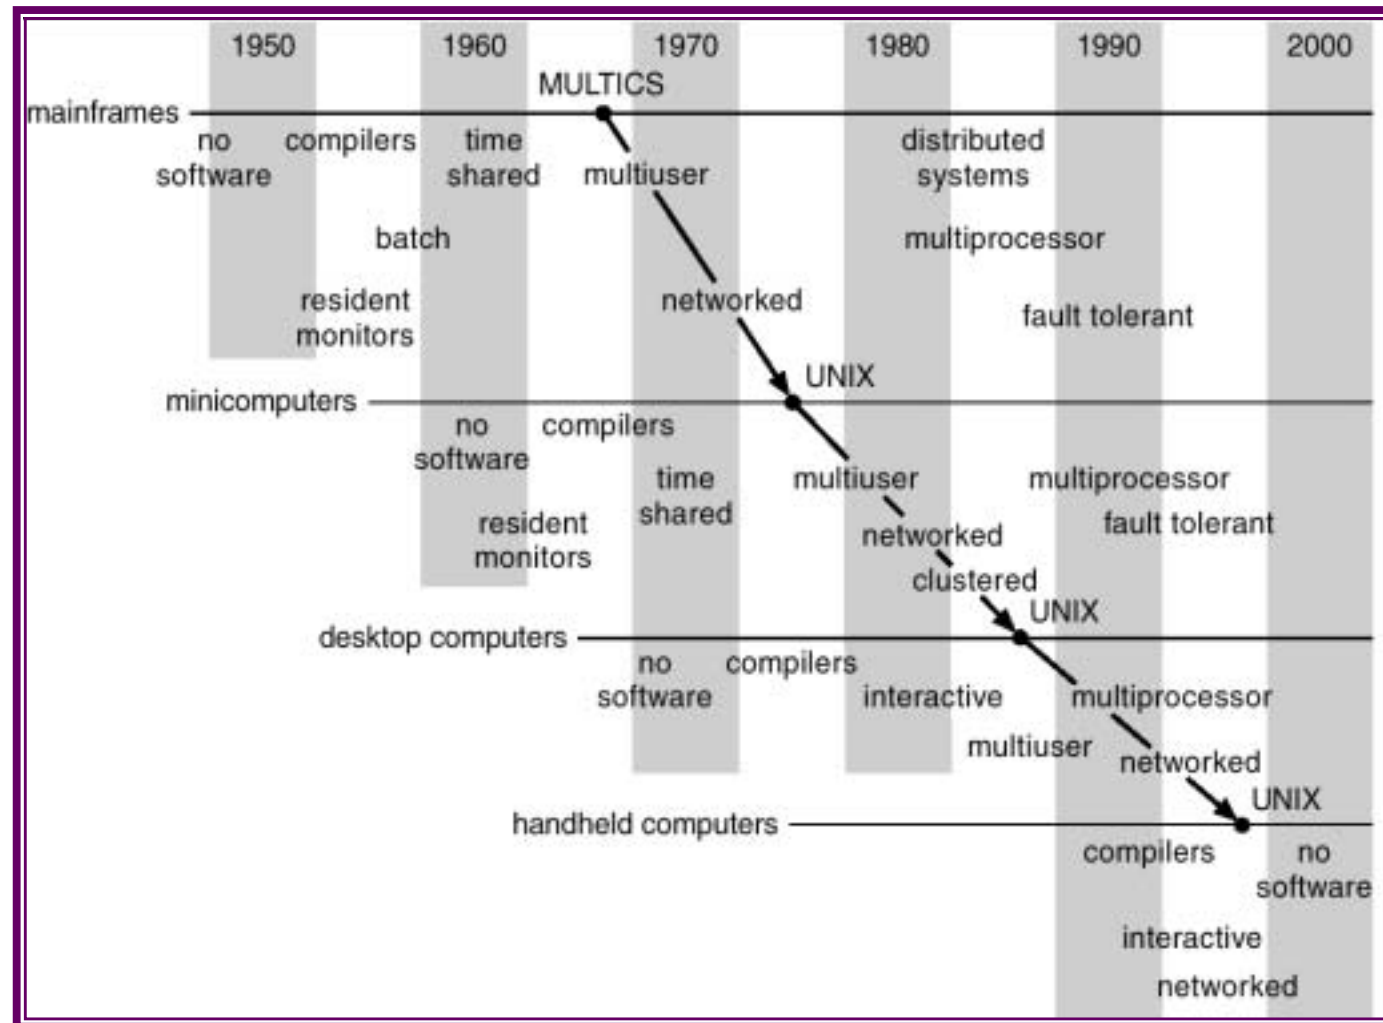 1950 1960 1970 1980 1990 2000
MULTICS
mainframes
no compilers time distributed
software shared multiuser systems
batch multiprocessor
resident networked
monitors fault tolerant
UNIX
minicomputers
no compilers
software
time multiuser multiprocessor
shared
resident networked fault tolerant
monitors
clustered
UNIX
desktop computers
no compilers
software interactive multiprocessor
multiuser
networked
UNIX
handheld computers
compilers no
software
interactive
networked